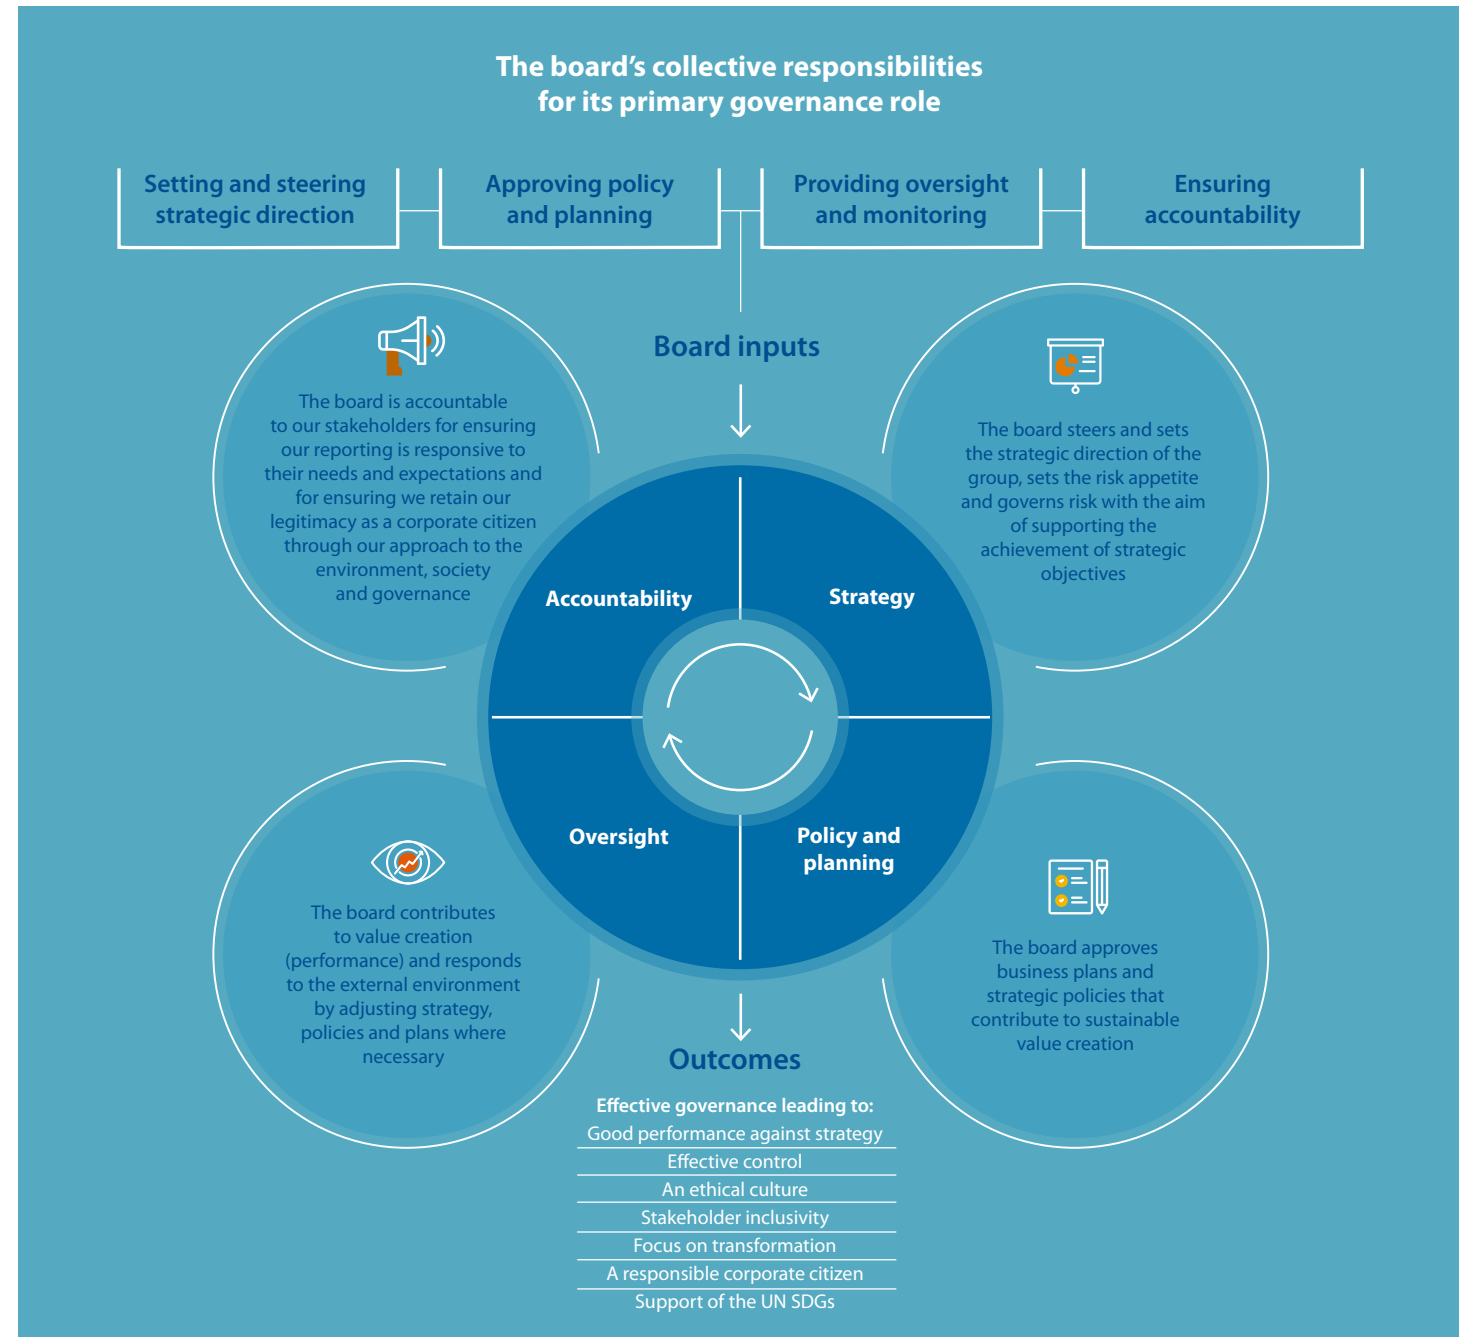 The board’s collective responsibilities
for its primary governance role
Setting and steering
strategic direction
Approving policy
and planning
Providing oversight
and monitoring
Ensuring
accountability
Board inputs
The board is accountable
to our stakeholders for ensuring
our reporting is responsive to
their needs and expectations and
for ensuring we retain our
legitimacy as a corporate citizen
through our approach to the
environment, society
and governance
The board steers and sets
the strategic direction of the
group, sets the risk appetite
and governs risk with the aim
of supporting the
achievement of strategic
objectives
Accountability
Strategy
Oversight
Policy and
planning
The board contributes
to value creation
(performance) and responds
to the external environment
by adjusting strategy,
policies and plans where
necessary
The board approves
business plans and
strategic policies that
contribute to sustainable
value creation
Outcomes
Effective governance leading to:
Good performance against strategy
Effective control
An ethical culture
Stakeholder inclusivity
Focus on transformation
A responsible corporate citizen
Support of the UN SDGs